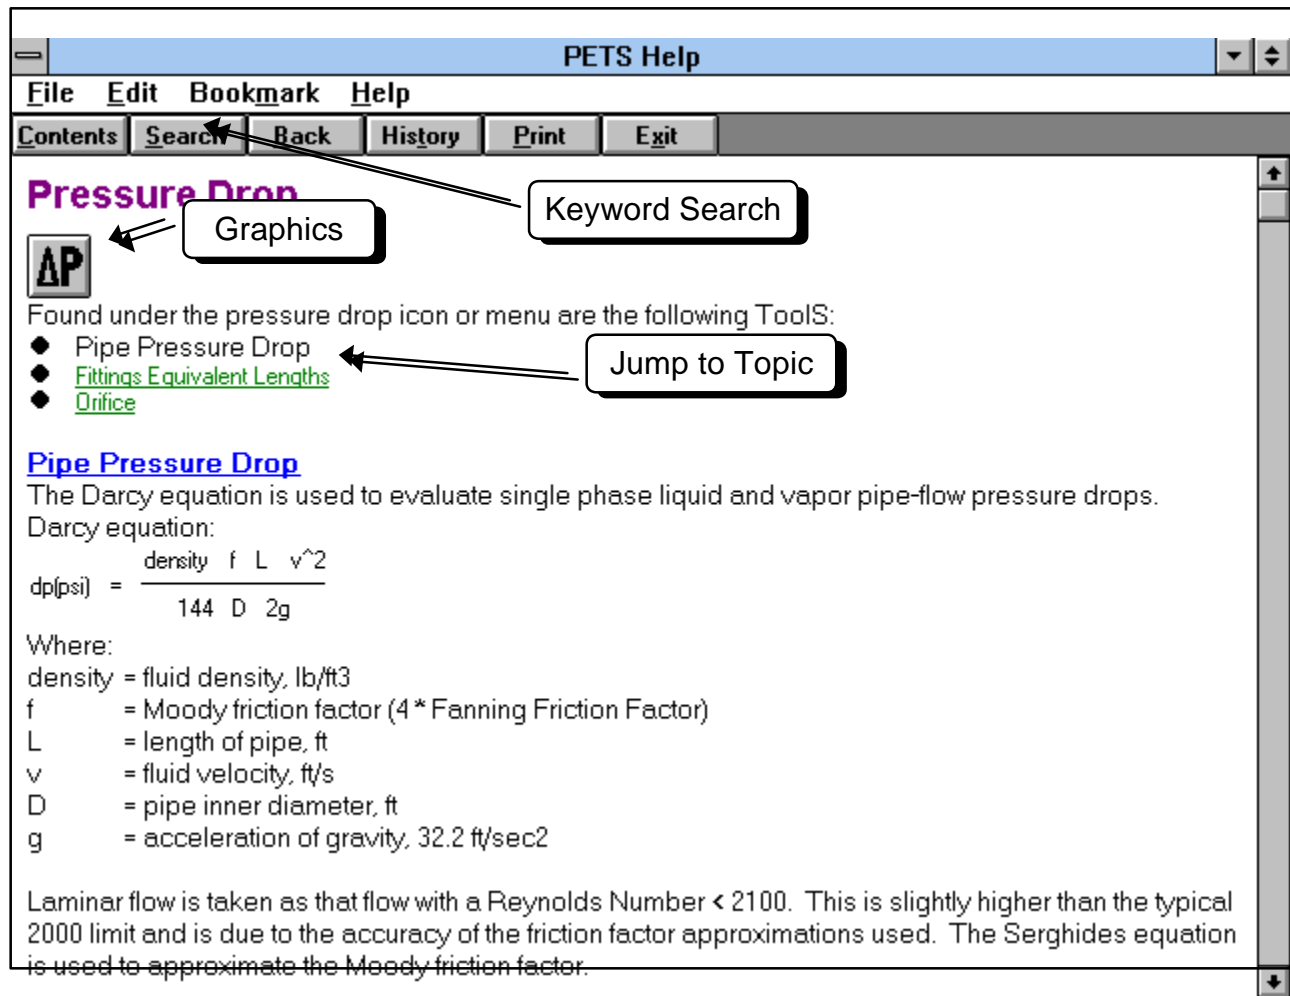 PETS Help
File Edit Bookmark Help
Contents Search Back History Print Exit
Pressure Drop
Keyword Search
Graphics
ΔP
Found under the pressure drop icon or menu are the following ToolS:
Pipe Pressure Drop
Jump to Topic
Fittings Equivalent Lengths
Orifice
Pipe Pressure Drop
The Darcy equation is used to evaluate single phase liquid and vapor pipe-flow pressure drops.
Darcy equation:
density f L v^2
dp(psi) =
144 D 2g
Where:
density = fluid density, lb/ft3
f = Moody friction factor (4 * Fanning Friction Factor)
L = length of pipe, ft
v = fluid velocity, ft/s
D = pipe inner diameter, ft
g = acceleration of gravity, 32.2 ft/sec2
Laminar flow is taken as that flow with a Reynolds Number < 2100. This is slightly higher than the typical
2000 limit and is due to the accuracy of the friction factor approximations used. The Serghides equation
is used to approximate the Moody friction factor.